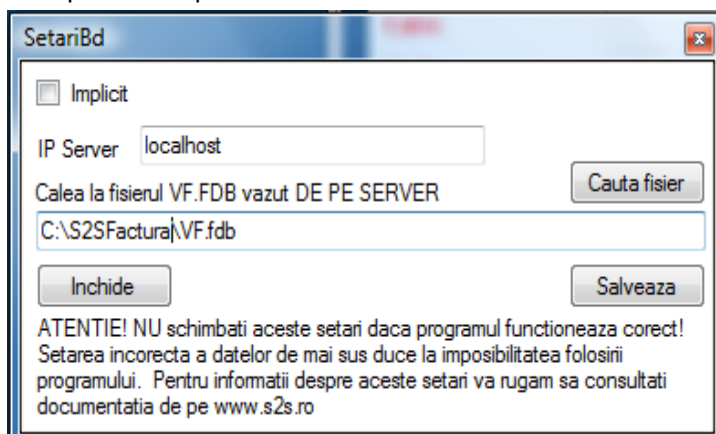 SetariBd
Implicit
IP Server localhost
Cauta fisier
Calea la fisierul VF.FDB vazut DE PE SERVER
C:\S2SFactura\VF.fdb
Inchide Salveaza
ATENTIE! NU schimbati aceste setari daca programul functioneaza corect!
Setarea incorecta a datelor de mai sus duce la imposibilitatea folosirii
programului. Pentru informatii despre aceste setari va rugam sa consultati
documentatia de pe www.s2s.ro